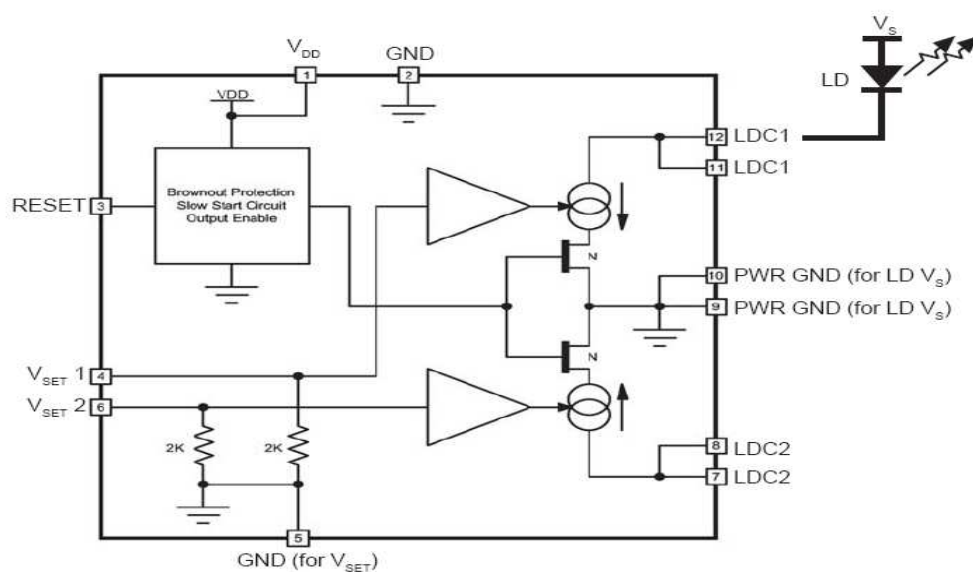 V_DD
GND
V_S
1
2
VDD
LD
12 LDC1
11 LDC1
Brownout Protection
Slow Start Circuit
Output Enable
RESET 3
N
10 PWR GND (for LD V_S)
9 PWR GND (for LD V_S)
N
V_SET 1 4
V_SET 2 6
2K
2K
8 LDC2
7 LDC2
5
GND (for V_SET)